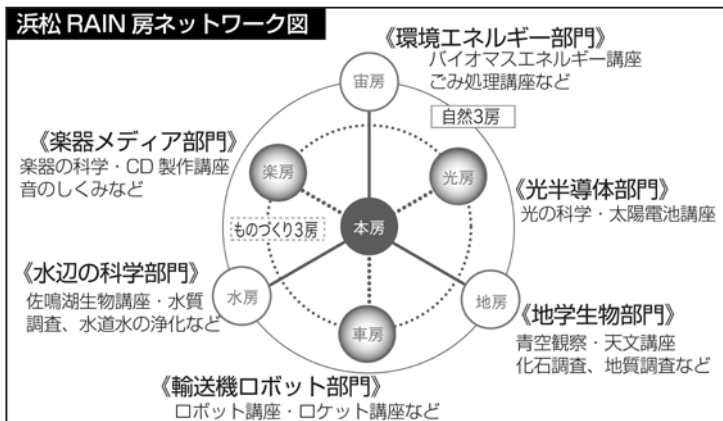 浜松 RAIN 房ネットワーク図
《環境エネルギー部門》
バイオマスエネルギー講座
ごみ処理講座など
宙房
自然3房
《楽器メディア部門》
楽器の科学・CD 製作講座
音のしくみなど
楽房
光房
《光半導体部門》
光の科学・太陽電池講座
ものづくり3房
本房
《水辺の科学部門》
佐鳴湖生物講座・水質
調査、水道水の浄化など
水房
地房
《地学生物部門》
青空観察・天文講座
化石調査、地質調査など
車房
《輸送機ロボット部門》
ロボット講座・ロケット講座など